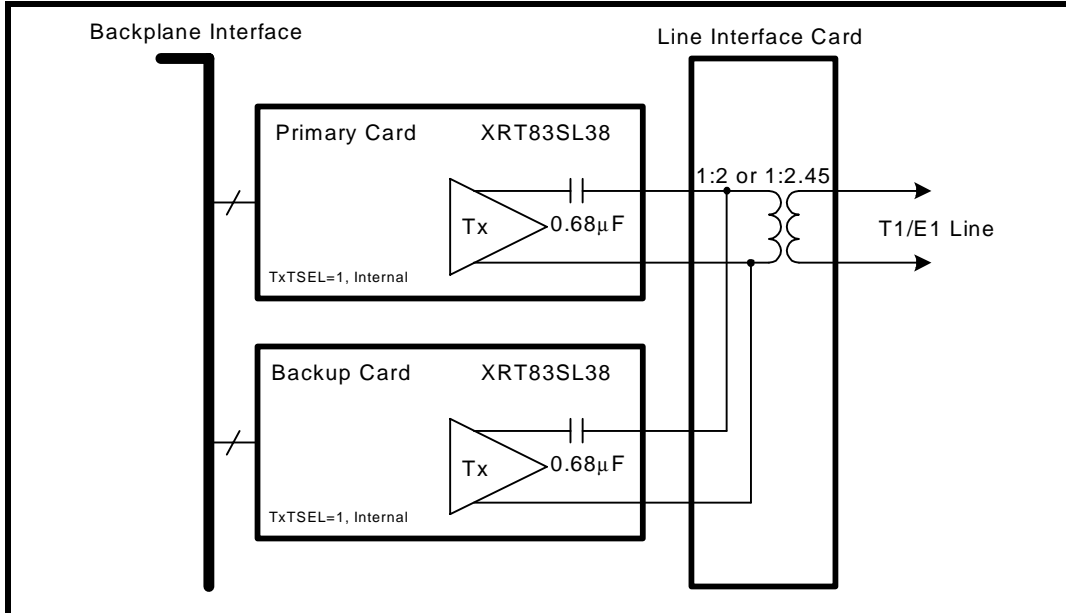 Backplane Interface
Line Interface Card
Primary Card XRT83SL38
1:2 or 1:2.45
Tx
0.68μF
T1/E1 Line
TxTSEL=1, Internal
Backup Card XRT83SL38
Tx
0.68μF
TxTSEL=1, Internal